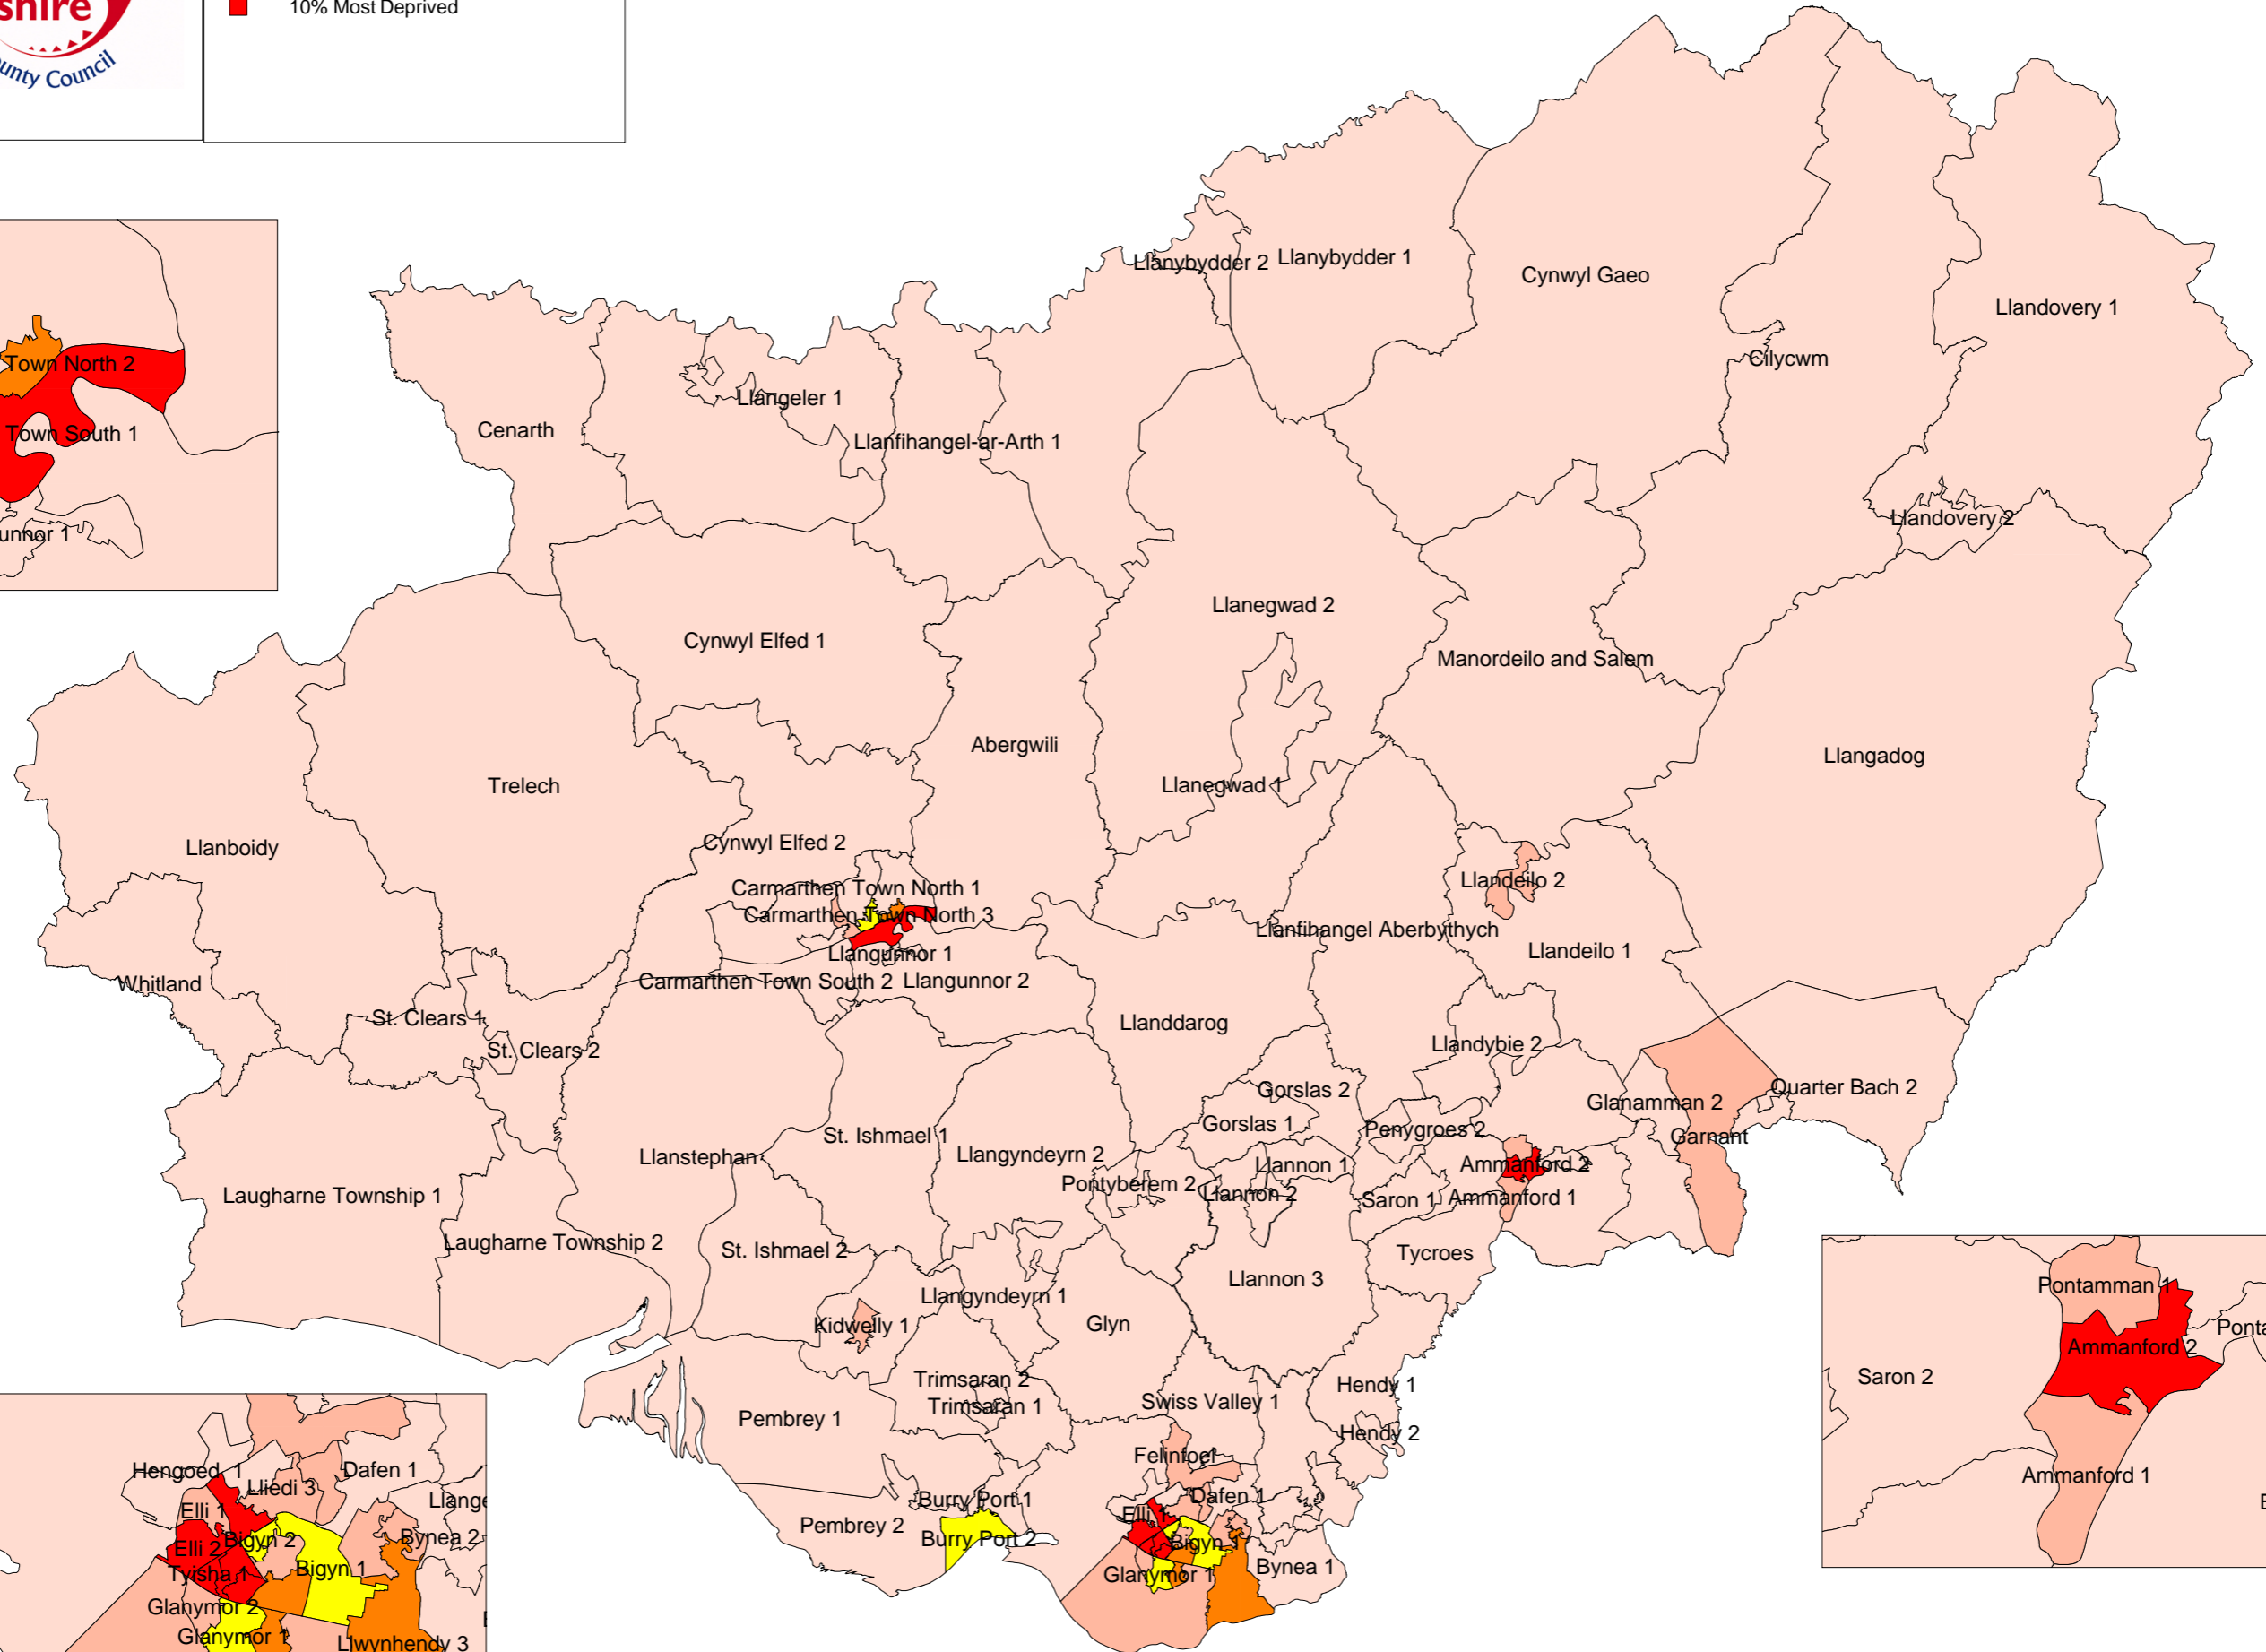 shire
unty Council
10% Most Deprived
Town North 2
Town South 1
unnor 1
Llanybydder 2
Llanybydder 1
Cynwyl Gaeo
Llandovery 1
Cilycwm
Llangeler 1
Cenarth
Llanfihangel-ar-Arth 1
Llandovery 2
Llanegwad 2
Cynwyl Elfed 1
Manordeilo and Salem
Abergwili
Llangadog
Trelech
Llanegwad 1
Cynwyl Elfed 2
Llanboidy
Llandeilo 2
Carmarthen Town North 1
Carmarthen Town North 3
Llanfihangel Aberbythych
Llandeilo 1
Llangunnor 1
Whitland
Carmarthen Town South 2
Llangunnor 2
St. Clears 1
Llanddarog
St. Clears 2
Llandybie 2
Gorslas 2
Quarter Bach 2
Glanamman 2
Gorslas 1
Penygroes 2
St. Ishmael 1
Garnant
Llanstephan
Llangyndeyrn 2
Llannon 1
Ammanford 2
Pontyberem 2
Llannon 2
Laugharne Township 1
Saron 1
Ammanford 1
Laugharne Township 2
St. Ishmael 2
Tycroes
Llannon 3
Llangyndeyrn 1
Kidwelly 1
Glyn
Trimsaran 2
Hendy 1
Swiss Valley 1
Trimsaran 1
Pembrey 1
Hendy 2
Felinfoel
Burry Port 1
Dafen 1
Elli 1
Pembrey 2
Burry Port 2
Bigyn 1
Bynea 1
Glanymor 1
Pontamman 1
Ponta
Ammanford 2
Saron 2
Ammanford 1
Hengoed 1
Dafen 1
Lliedi 3
Llange
Elli 1
Bynea 2
Bigyn 2
Elli 2
Bigyn 1
Tyisha 1
Glanymor 2
Glanymor 1
Llwynhendy 3